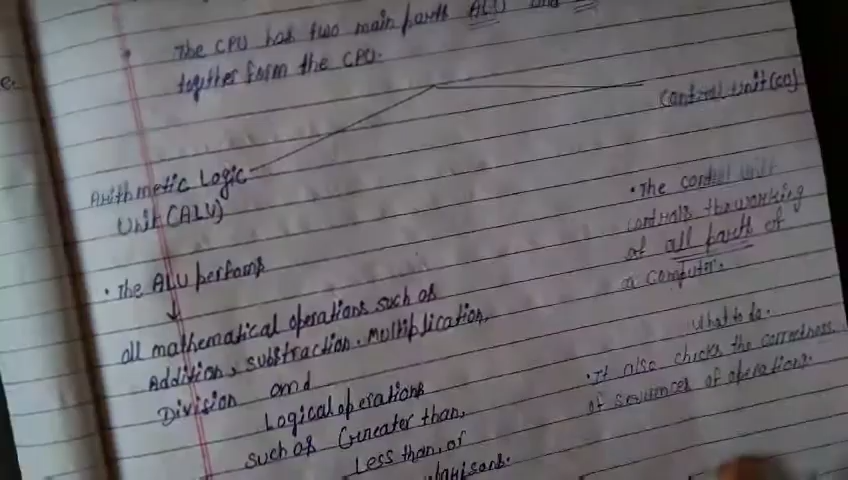 The CPU has two main parts ALU and
together form the CPU.
Control Unit (CU)
Arithmetic Logic
Unit (ALU)
• The ALU perfoms
all mathematical operations such as
Addition, substraction, multiplication,
Division and
Logical operations
such as Greater than,
Less than, or
• The control unit
controls the working
of all parts of
a computer.
what to do.
• It also checks the correctness
of sequences of operations.